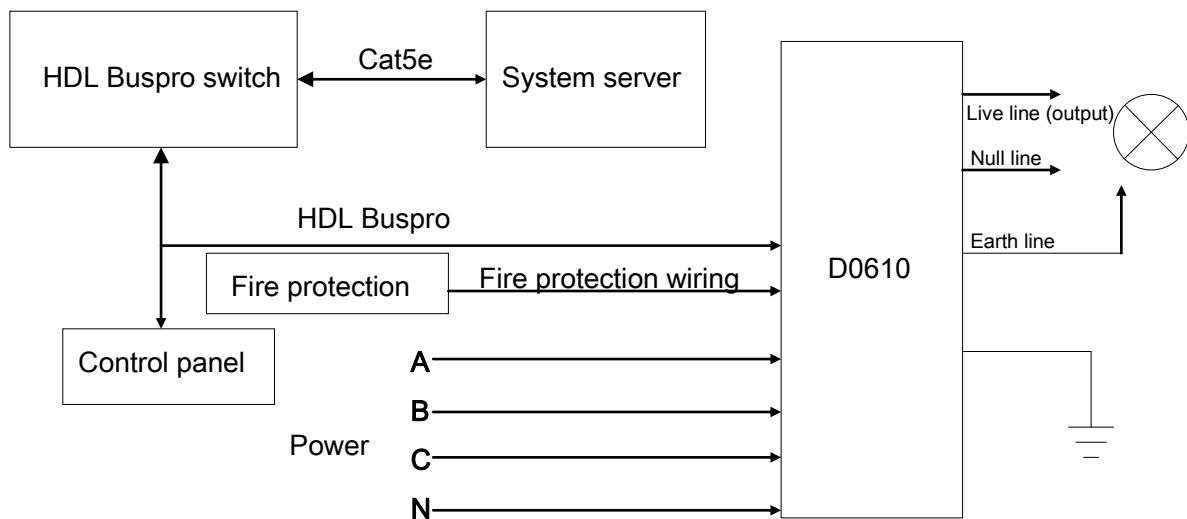 HDL Buspro switch
Cat5e
System server
Live line (output)
Null line
HDL Buspro
Earth line
D0610
Fire protection
Fire protection wiring
Control panel
A
B
Power
C
N